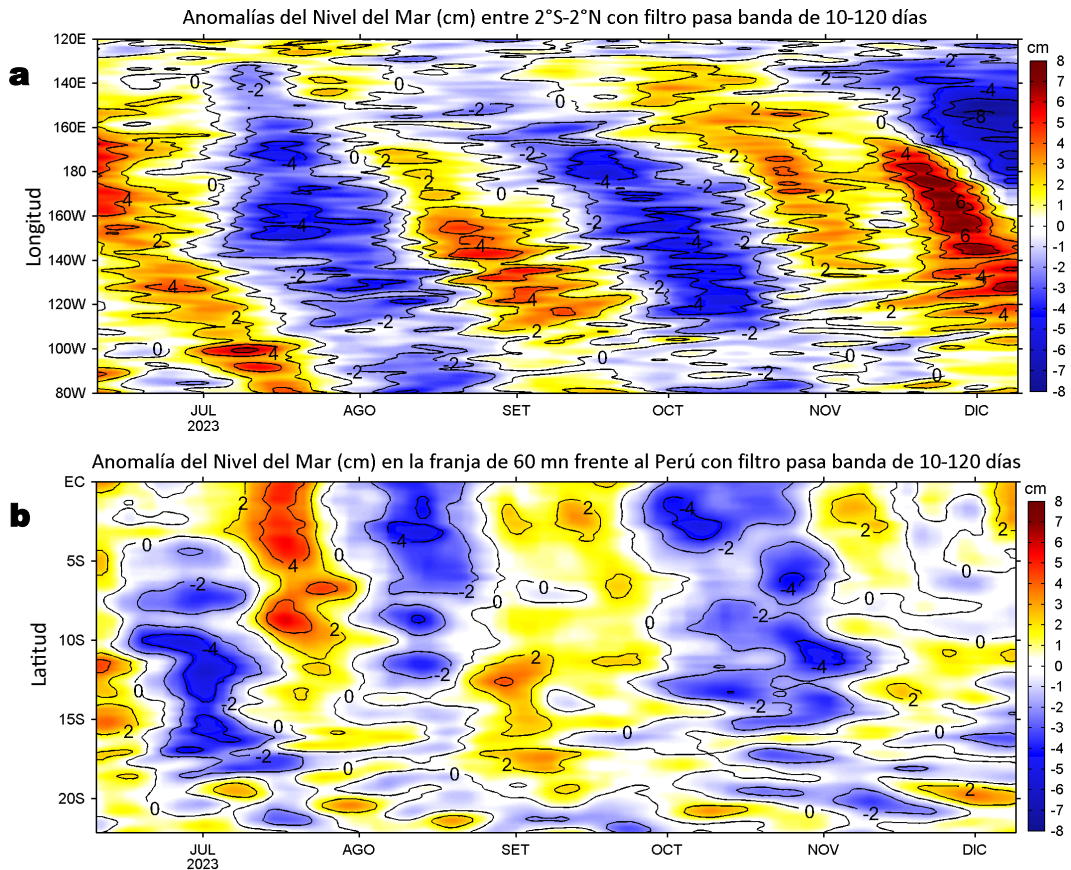 Anomalías del Nivel del Mar (cm) entre 2°S-2°N con filtro pasa banda de 10-120 días
a
cm
Longitud
120E
140E
160E
180
160W
140W
120W
100W
80W
8
7
6
5
4
3
2
1
0
-1
-2
-3
-4
-5
-6
-7
-8
JUL AGO SET OCT NOV DIC
2023
Anomalía del Nivel del Mar (cm) en la franja de 60 mn frente al Perú con filtro pasa banda de 10-120 días
b
cm
Latitud
EC
5S
10S
15S
20S
8
7
6
5
4
3
2
1
0
-1
-2
-3
-4
-5
-6
-7
-8
JUL AGO SET OCT NOV DIC
2023